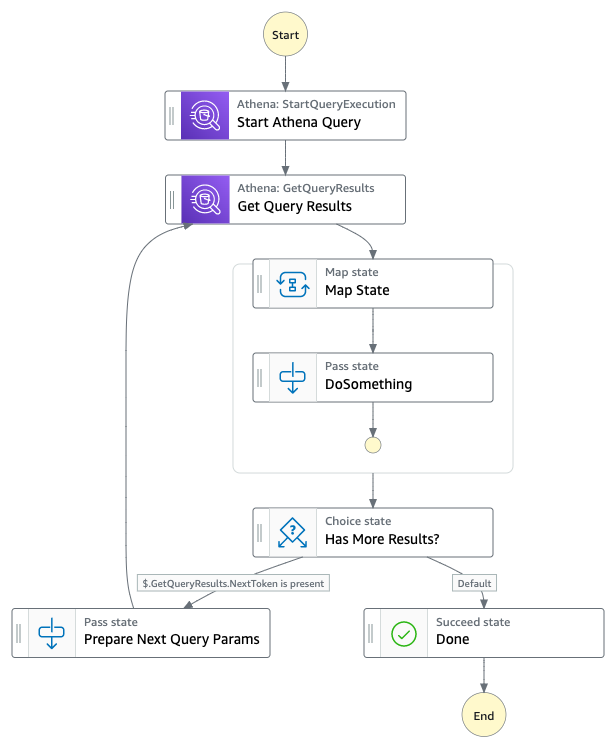 Start
Athena: StartQueryExecution
Start Athena Query
Athena: GetQueryResults
Get Query Results
Map state
Map State
Pass state
DoSomething
Choice state
Has More Results?
$.GetQueryResults.NextToken is present
Default
Pass state
Prepare Next Query Params
Succeed state
Done
End